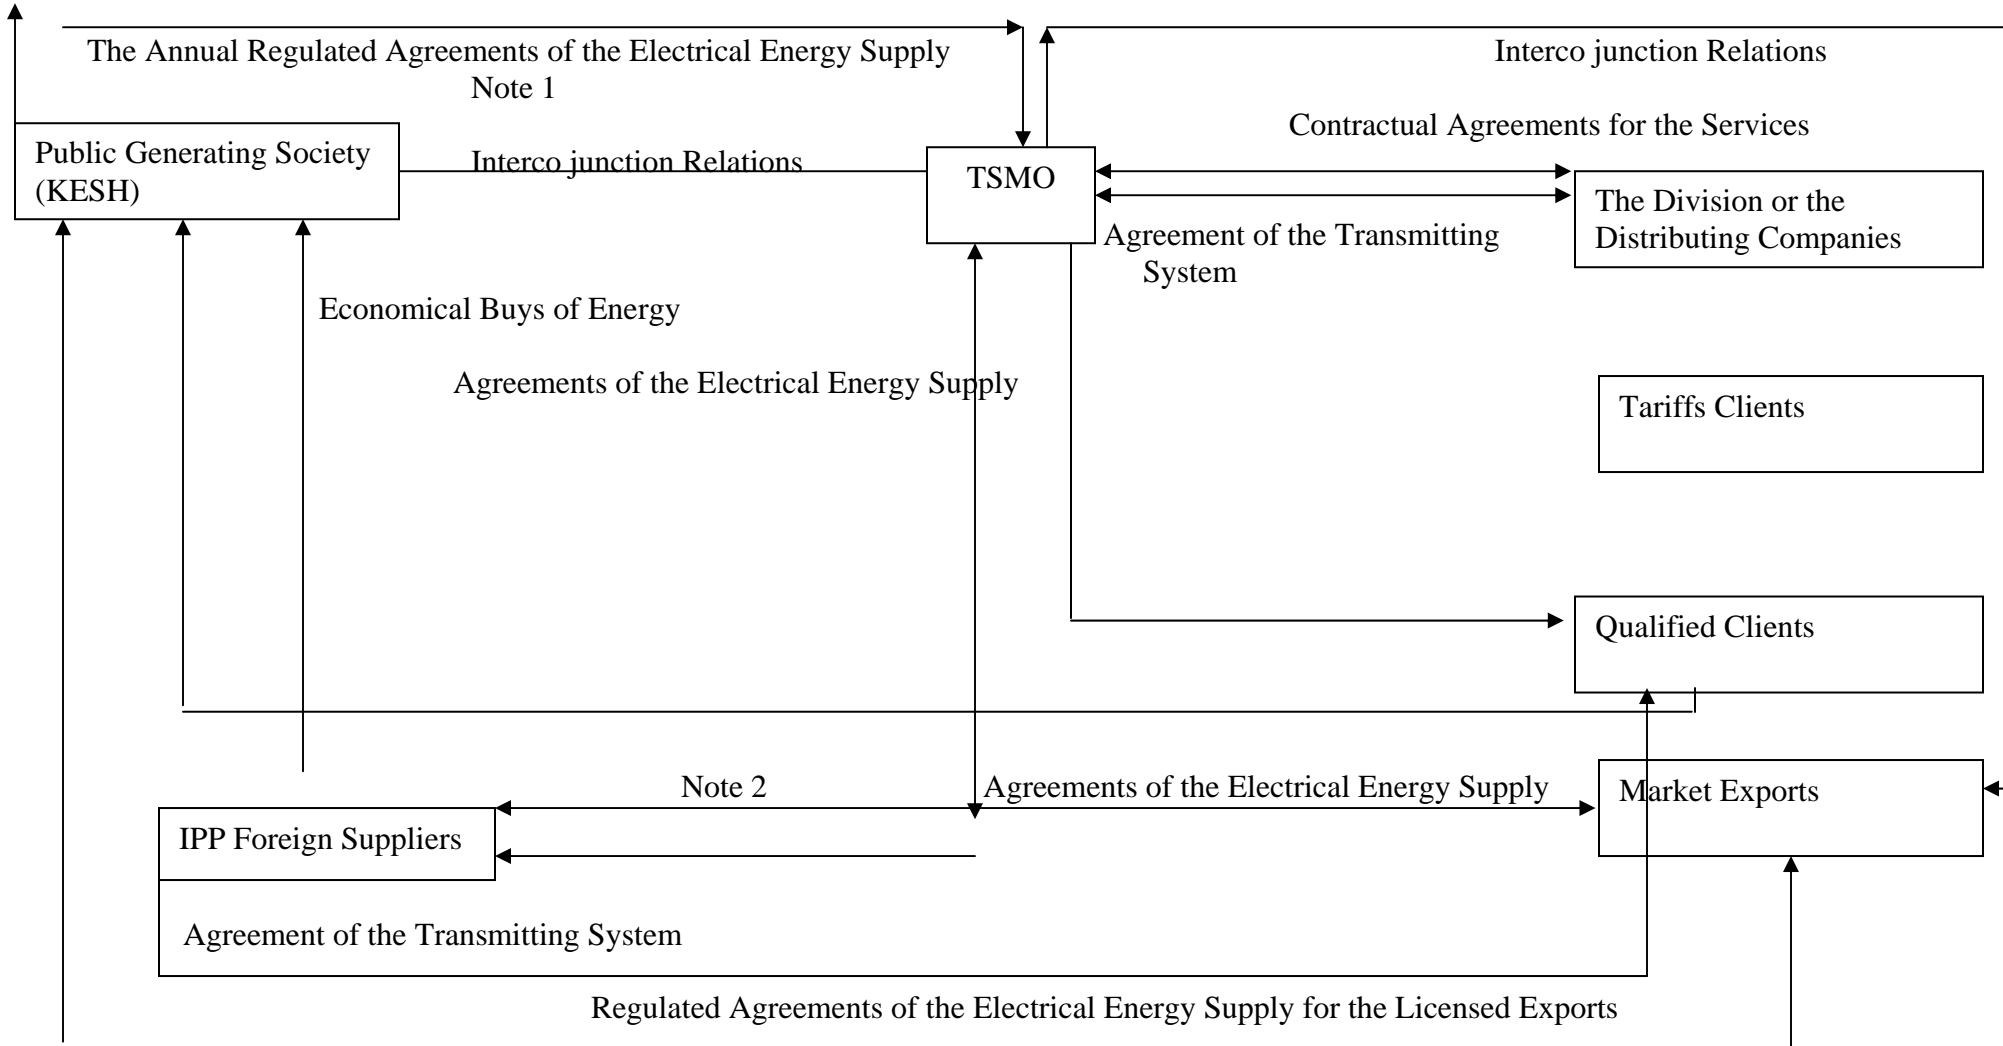 The Annual Regulated Agreements of the Electrical Energy Supply
Note 1
Interco junction Relations
Contractual Agreements for the Services
Public Generating Society
(KESH)
Interco junction Relations
TSMO
The Division or the
Distributing Companies
Agreement of the Transmitting
System
Economical Buys of Energy
Agreements of the Electrical Energy Supply
Tariffs Clients
Qualified Clients
Note 2
Agreements of the Electrical Energy Supply
Market Exports
IPP Foreign Suppliers
Agreement of the Transmitting System
Regulated Agreements of the Electrical Energy Supply for the Licensed Exports